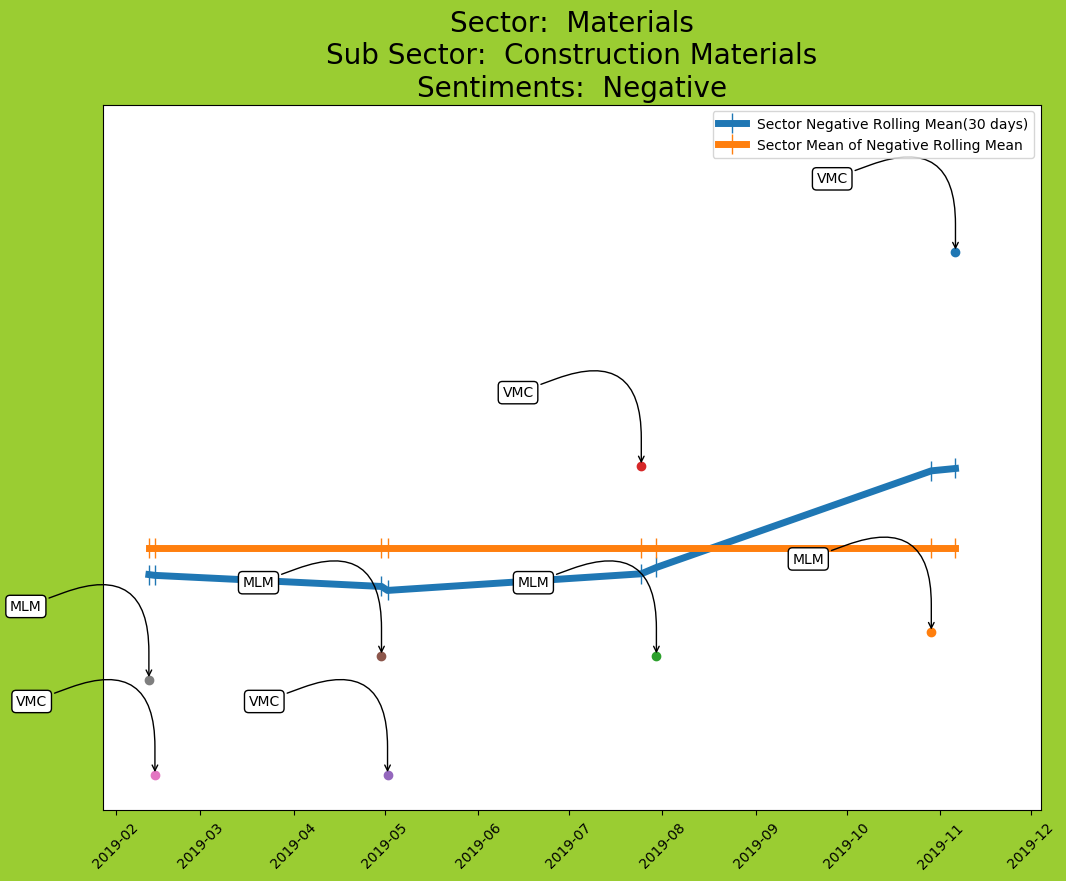 Sector:  Materials
Sub Sector:  Construction Materials
Sentiments:  Negative
Sector Negative Rolling Mean(30 days)
Sector Mean of Negative Rolling Mean
VMC
VMC
MLM
MLM
MLM
MLM
VMC
VMC
2019-02
2019-03
2019-04
2019-05
2019-06
2019-07
2019-08
2019-09
2019-10
2019-11
2019-12